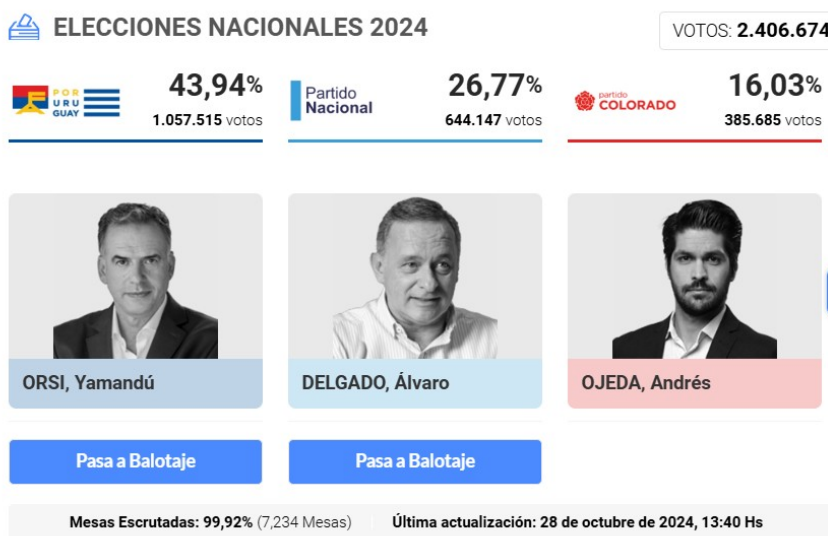 ELECCIONES NACIONALES 2024
VOTOS: 2.406.674
POR URUGUAY
43,94%
1.057.515 votos
Partido Nacional
26,77%
644.147 votos
partido COLORADO
16,03%
385.685 votos
ORSI, Yamandú
DELGADO, Álvaro
OJEDA, Andrés
Pasa a Balotaje
Pasa a Balotaje
Mesas Escrutadas: 99,92% (7,234 Mesas) Última actualización: 28 de octubre de 2024, 13:40 Hs